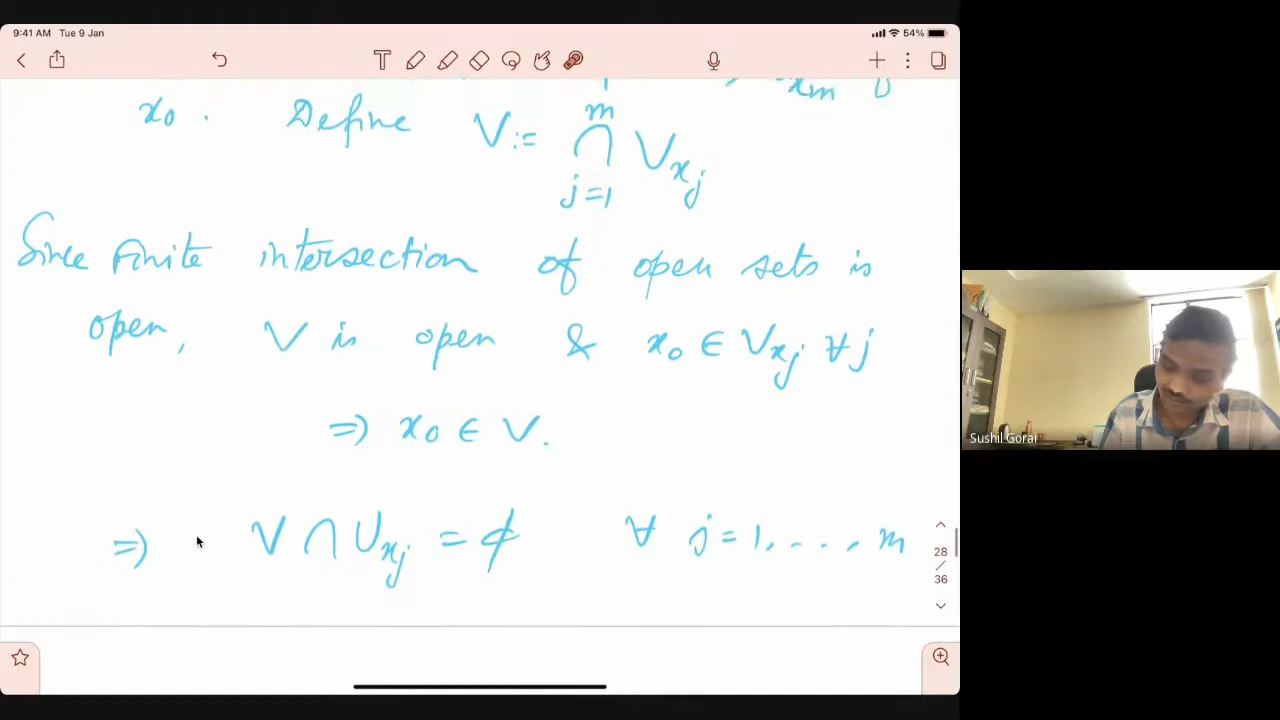 9:41 AM Tue 9 Jan
54%
x₀ . Define V := ⋂_{j=1}^{m} V_{x_j}
Since finite intersection of open sets is
open, V is open & x₀ ∈ V_{x_j} ∀ j
⇒ x₀ ∈ V.
⇒ V ∩ U_{x_j} = ϕ ∀ j = 1, ..., m
28
/
36
Sushil Gorai